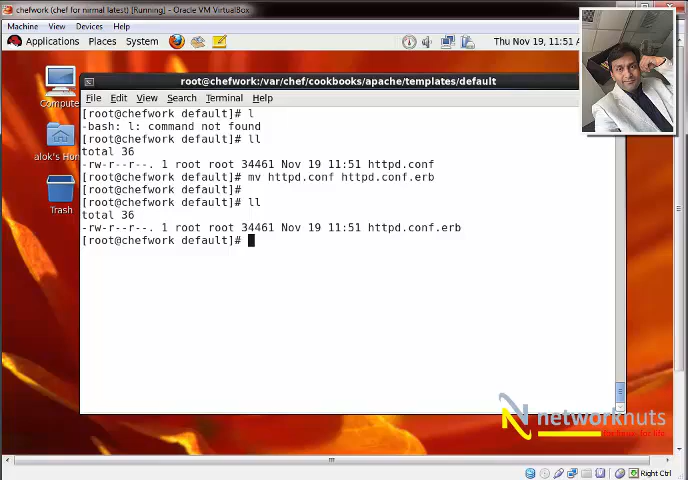 chefwork (chef for nirmal latest) [Running] - Oracle VM VirtualBox
Machine View Devices Help
Applications Places System
Thu Nov 19, 11:51 A
Compute
alok's Hom
Trash
root@chefwork:/var/chef/cookbooks/apache/templates/default
File Edit View Search Terminal Help
[root@chefwork default]# l
-bash: l: command not found
[root@chefwork default]# ll
total 36
-rw-r--r--. 1 root root 34461 Nov 19 11:51 httpd.conf
[root@chefwork default]# mv httpd.conf httpd.conf.erb
[root@chefwork default]#
[root@chefwork default]# ll
total 36
-rw-r--r--. 1 root root 34461 Nov 19 11:51 httpd.conf.erb
[root@chefwork default]#
networknuts
for life.
Right Ctrl